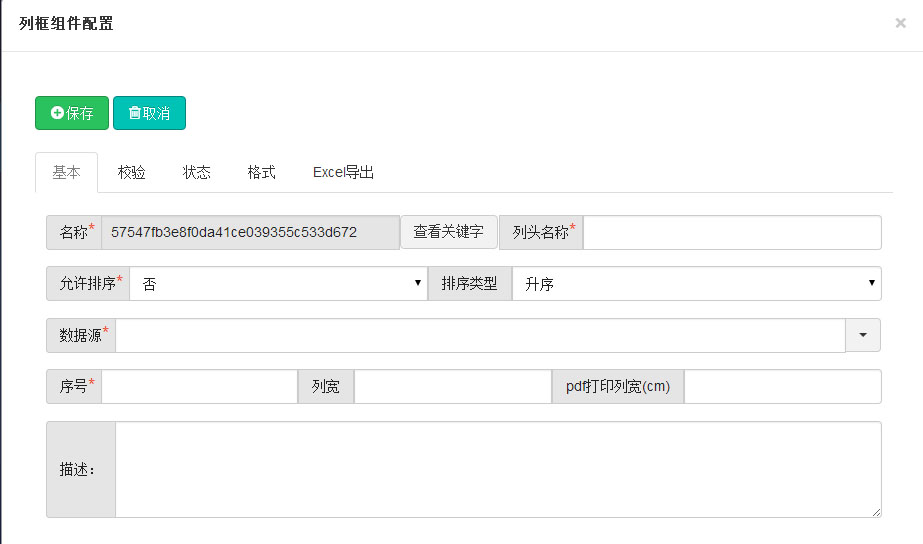 列框组件配置 ×
保存 取消
基本 校验 状态 格式 Excel导出
名称* 57547fb3e8f0da41ce039355c533d672 查看关键字 列头名称*
允许排序* 否 排序类型 升序
数据源*
序号* 列宽 pdf打印列宽(cm)
描述：